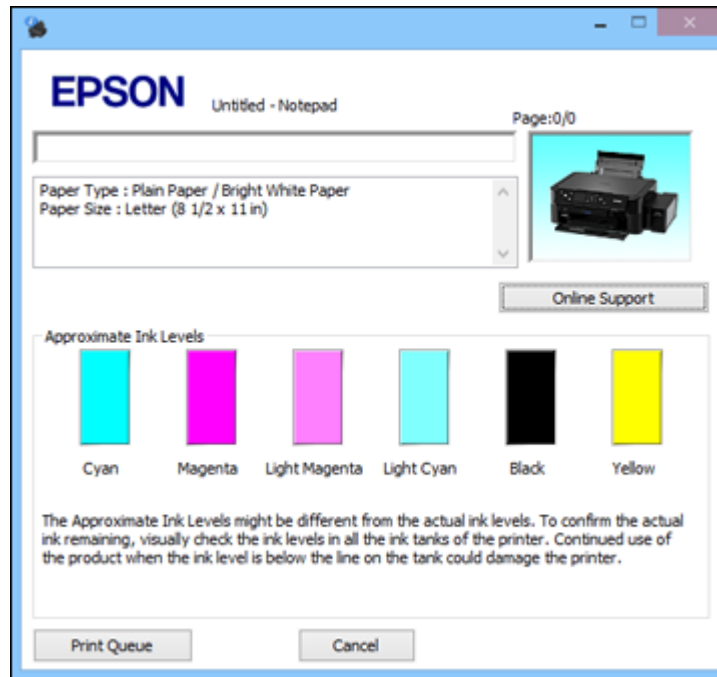 EPSON
Untitled - Notepad
Page:0/0
Paper Type : Plain Paper / Bright White Paper
Paper Size : Letter (8 1/2 x 11 in)
Online Support
Approximate Ink Levels
Cyan Magenta Light Magenta Light Cyan Black Yellow
The Approximate Ink Levels might be different from the actual ink levels. To confirm the actual
ink remaining, visually check the ink levels in all the ink tanks of the printer. Continued use of
the product when the ink level is below the line on the tank could damage the printer.
Print Queue Cancel